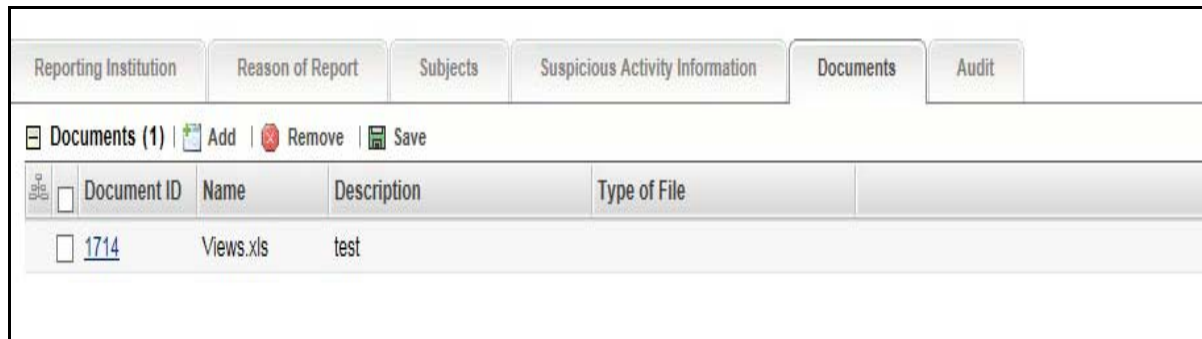 Reporting Institution Reason of Report Subjects Suspicious Activity Information Documents Audit
Documents (1) | Add | Remove | Save
Document ID Name Description Type of File
1714 Views.xls test